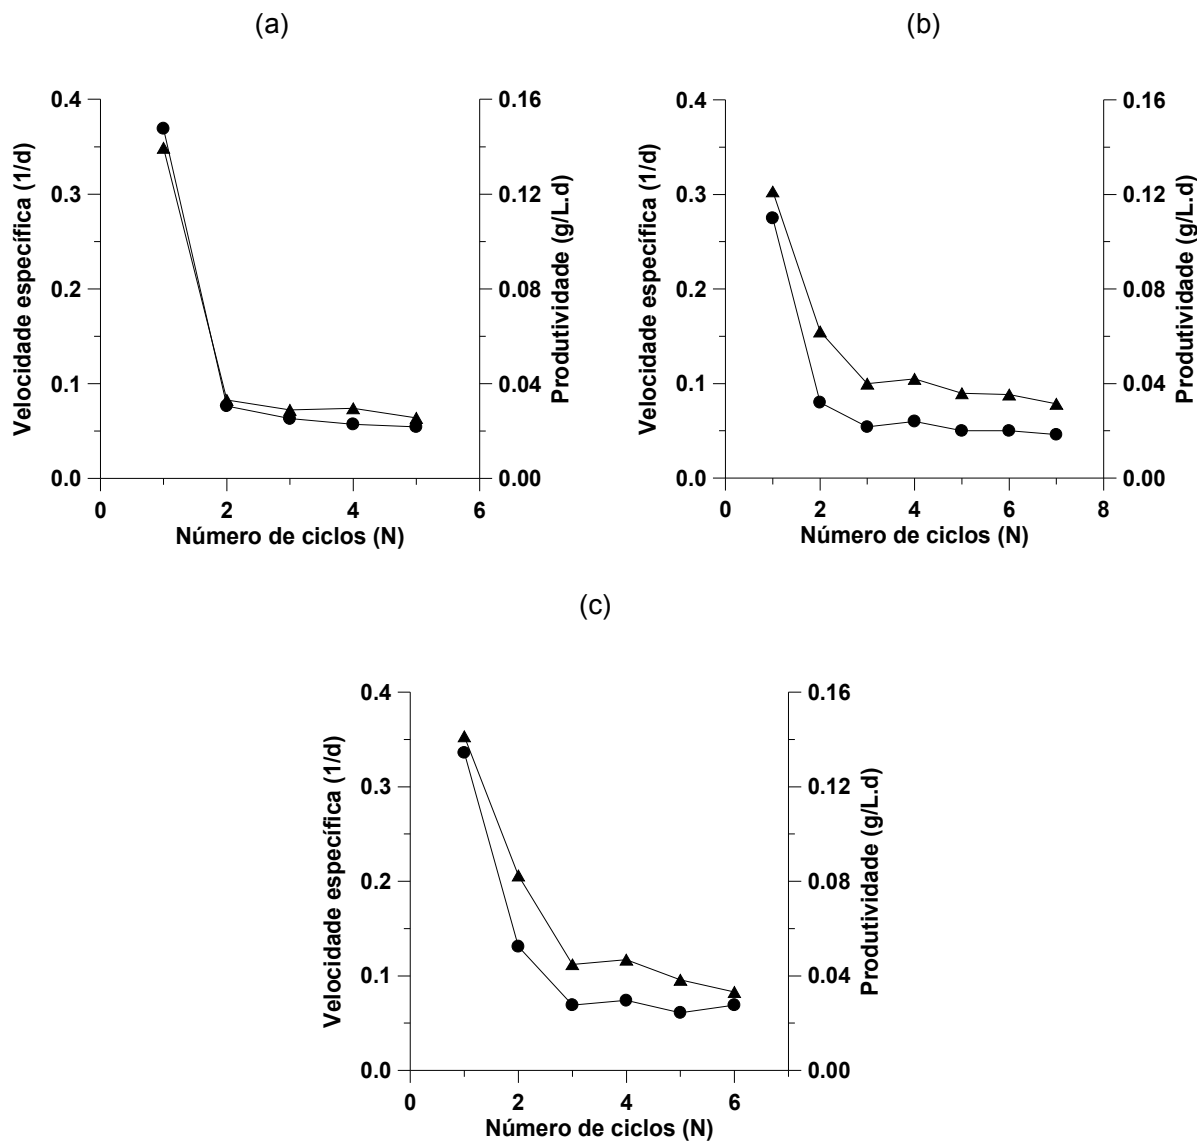 (a)
Velocidade específica (1/d)
0.4
0.3
0.2
0.1
0.0
0.16
0.12
0.08
0.04
0.00
Produtividade (g/L.d)
0 2 4 6
Número de ciclos (N)
(b)
Velocidade específica (1/d)
0.4
0.3
0.2
0.1
0.0
0.16
0.12
0.08
0.04
0.00
Produtividade (g/L.d)
0 2 4 6 8
Número de ciclos (N)
(c)
Velocidade específica (1/d)
0.4
0.3
0.2
0.1
0.0
0.16
0.12
0.08
0.04
0.00
Produtividade (g/L.d)
0 2 4 6
Número de ciclos (N)